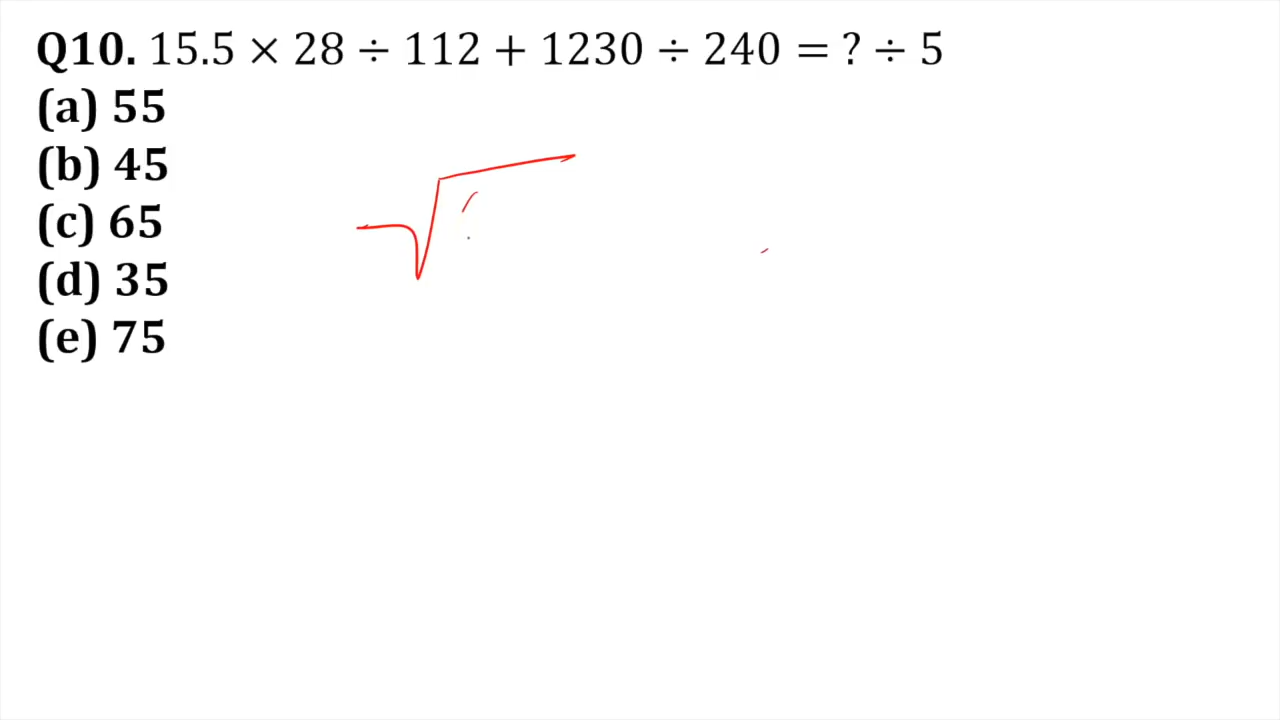 Q10. 15.5 × 28 ÷ 112 + 1230 ÷ 240 = ? ÷ 5
(a) 55
(b) 45
(c) 65
(d) 35
(e) 75